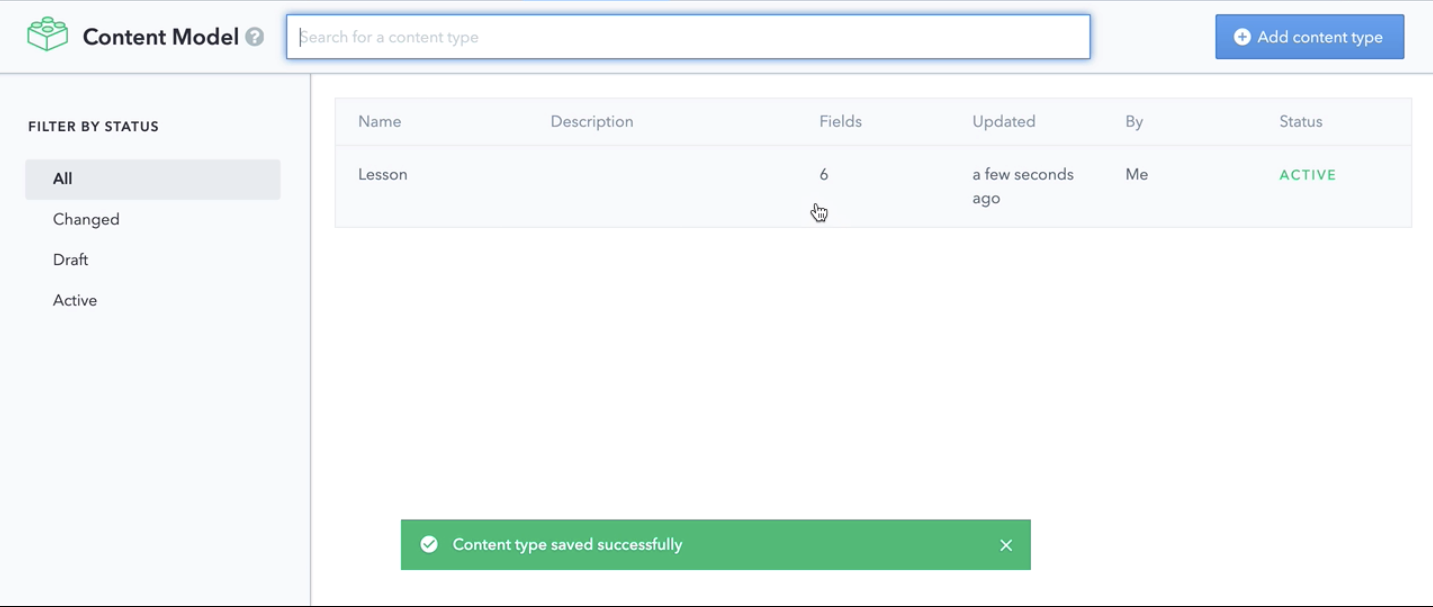 Content Model ?
Search for a content type
Add content type
FILTER BY STATUS
All
Changed
Draft
Active
Name Description Fields Updated By Status
Lesson 6 a few seconds ago Me ACTIVE
Content type saved successfully